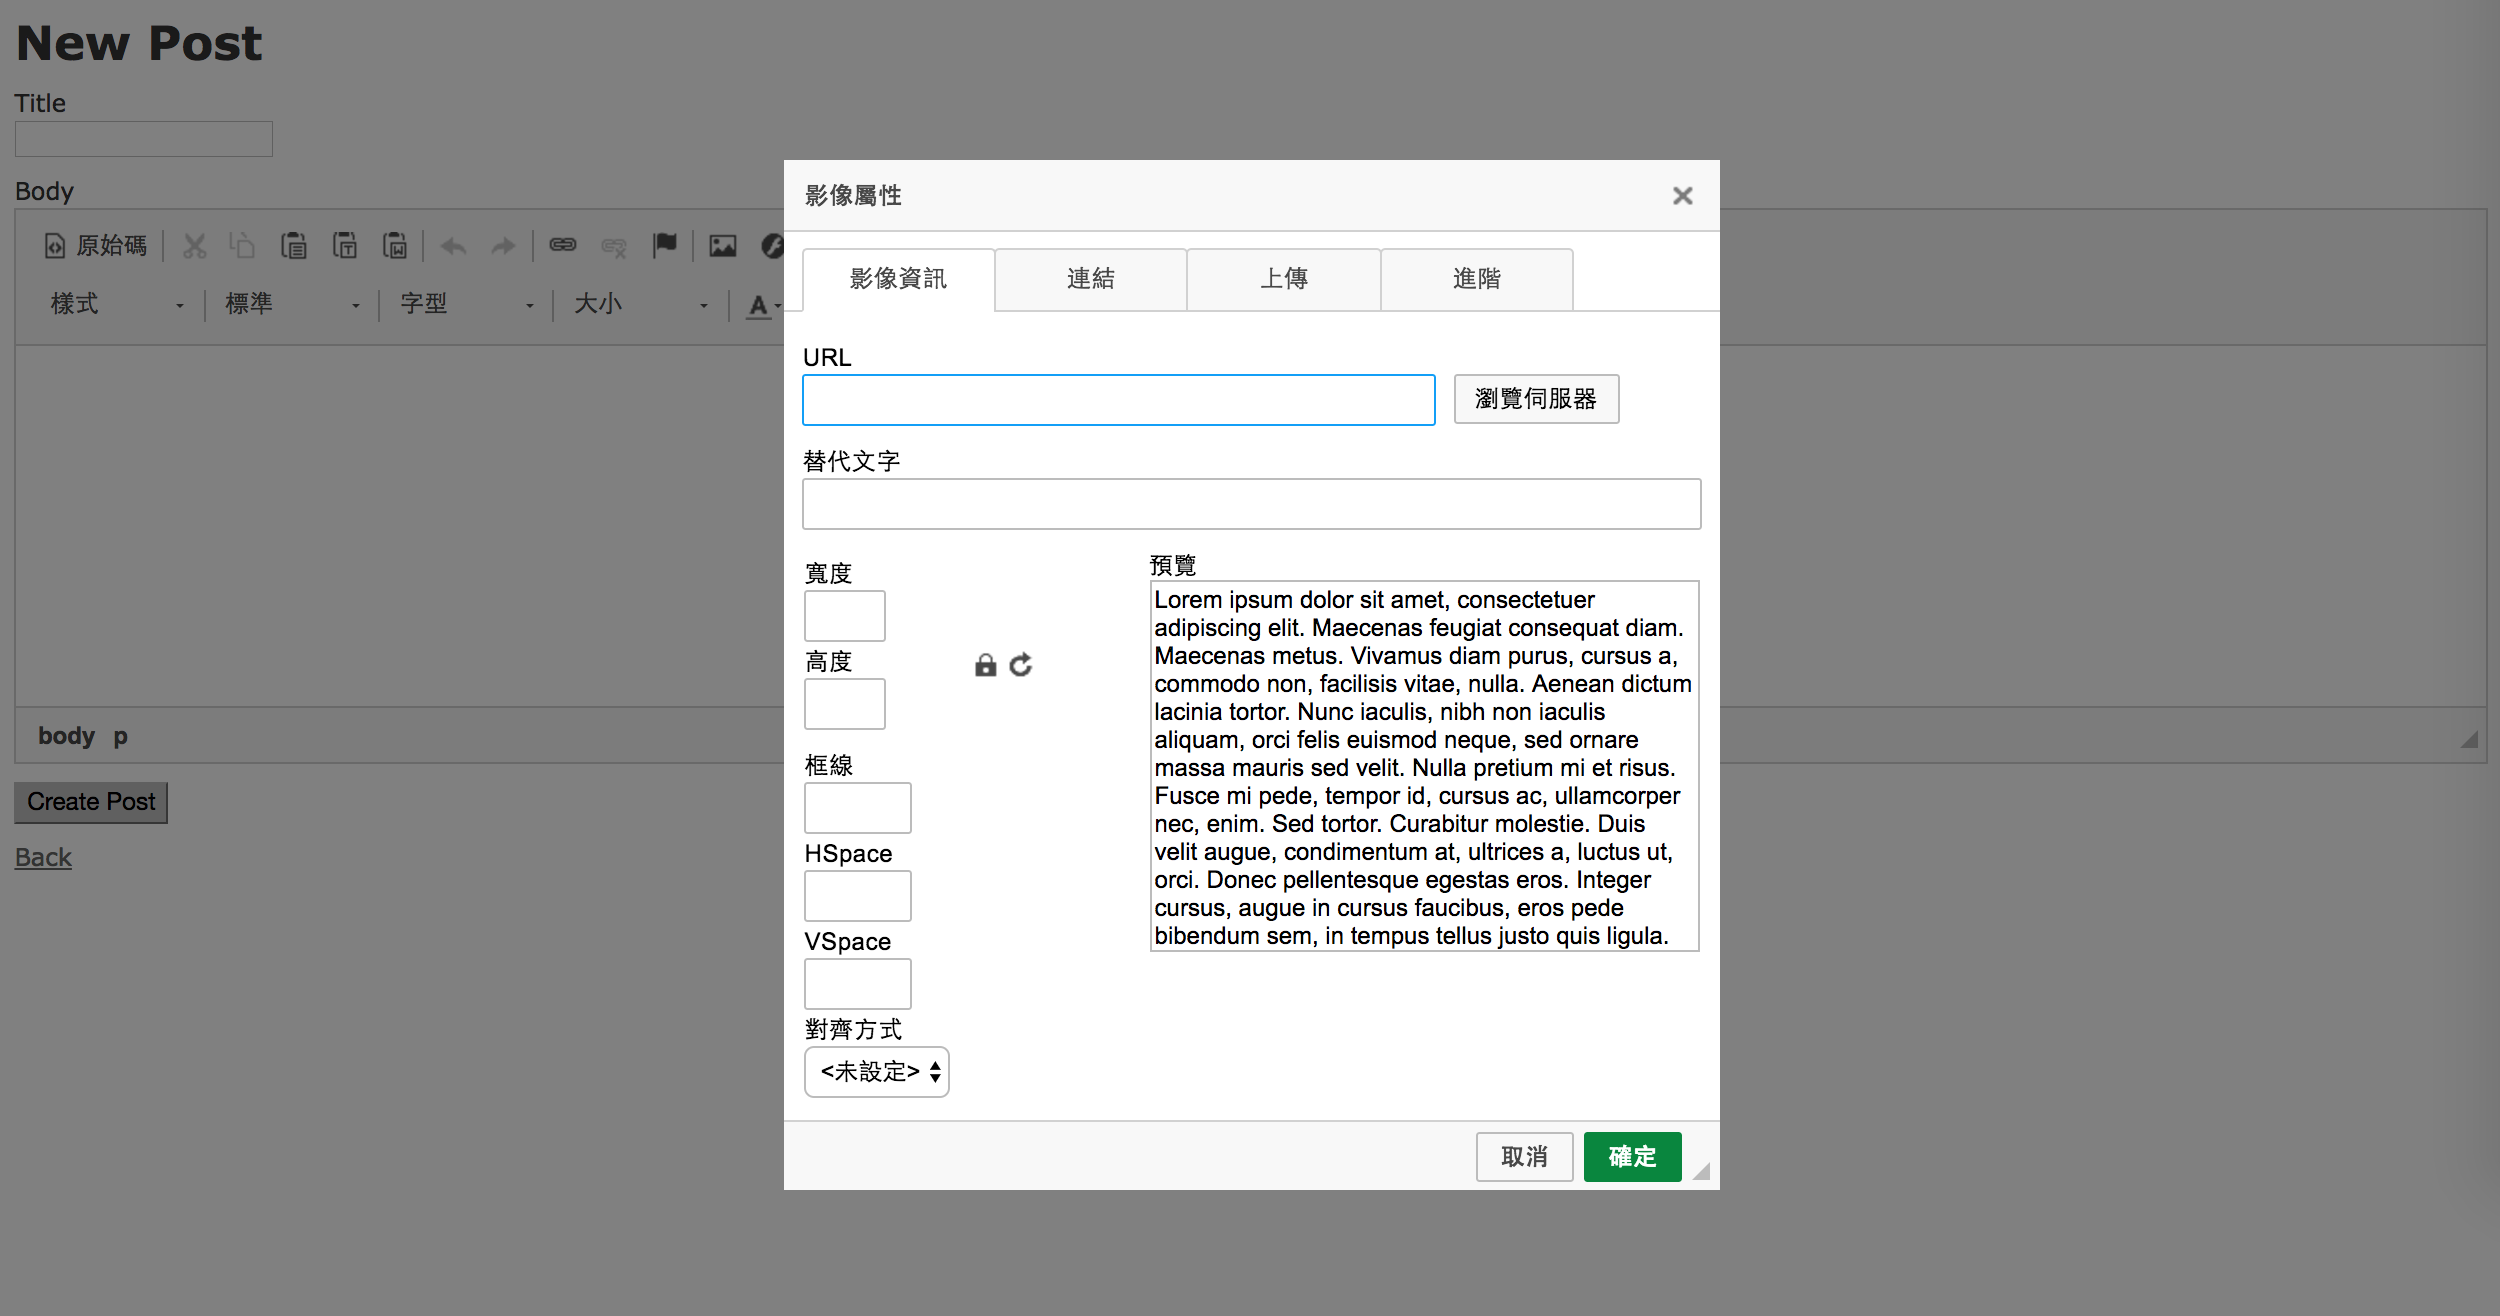 New Post
Title
Body
原始碼
樣式 標準 字型 大小 A
body p
Create Post
Back
影像屬性
影像資訊 連結 上傳 進階
URL
瀏覽伺服器
替代文字
寬度
高度
框線
HSpace
VSpace
對齊方式
<未設定>
預覽
Lorem ipsum dolor sit amet, consectetuer
adipiscing elit. Maecenas feugiat consequat diam.
Maecenas metus. Vivamus diam purus, cursus a,
commodo non, facilisis vitae, nulla. Aenean dictum
lacinia tortor. Nunc iaculis, nibh non iaculis
aliquam, orci felis euismod neque, sed ornare
massa mauris sed velit. Nulla pretium mi et risus.
Fusce mi pede, tempor id, cursus ac, ullamcorper
nec, enim. Sed tortor. Curabitur molestie. Duis
velit augue, condimentum at, ultrices a, luctus ut,
orci. Donec pellentesque egestas eros. Integer
cursus, augue in cursus faucibus, eros pede
bibendum sem, in tempus tellus justo quis ligula.
取消 確定